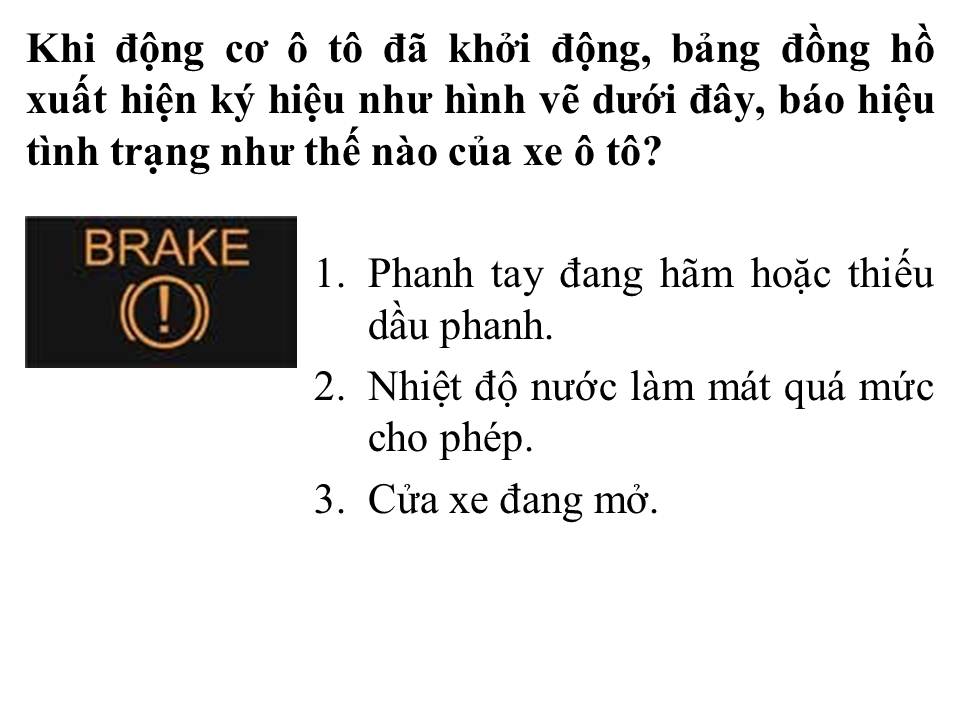 Khi động cơ ô tô đã khởi động, bảng đồng hồ
xuất hiện ký hiệu như hình vẽ dưới đây, báo hiệu
tình trạng như thế nào của xe ô tô?
BRAKE
(!)
1. Phanh tay đang hãm hoặc thiếu
dầu phanh.
2. Nhiệt độ nước làm mát quá mức
cho phép.
3. Cửa xe đang mở.